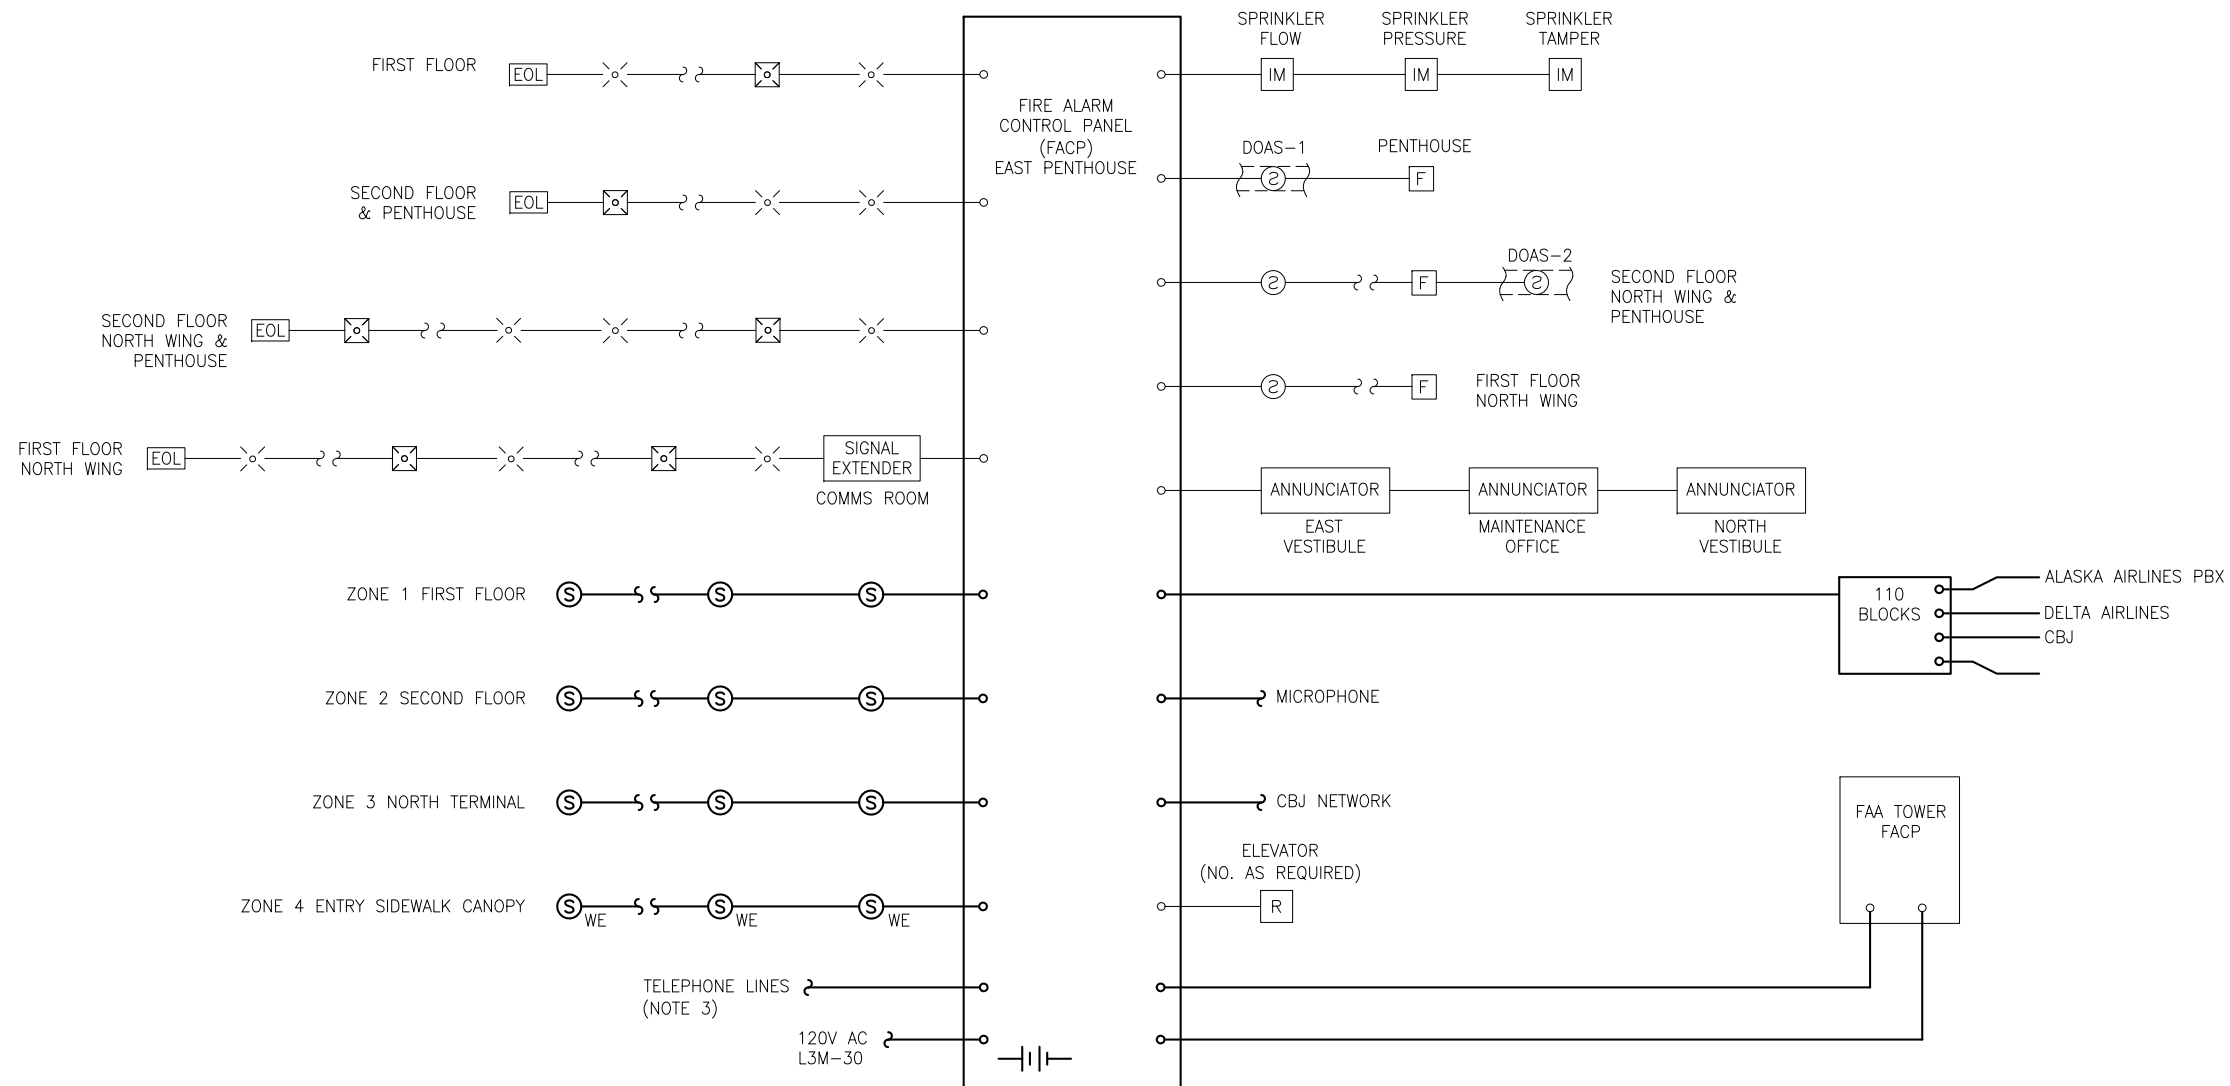 FIRST FLOOR
EOL
SECOND FLOOR
& PENTHOUSE
EOL
SECOND FLOOR
NORTH WING &
PENTHOUSE
EOL
FIRST FLOOR
NORTH WING
EOL
SIGNAL
EXTENDER
COMMS ROOM
ZONE 1 FIRST FLOOR
S S S
ZONE 2 SECOND FLOOR
S S S
ZONE 3 NORTH TERMINAL
S S S
ZONE 4 ENTRY SIDEWALK CANOPY
S S S
WE WE WE
TELEPHONE LINES
(NOTE 3)
120V AC
L3M-30
FIRE ALARM
CONTROL PANEL
(FACP)
EAST PENTHOUSE
SPRINKLER
FLOW
SPRINKLER
PRESSURE
SPRINKLER
TAMPER
IM IM IM
DOAS-1
PENTHOUSE
S F
DOAS-2
S F S
SECOND FLOOR
NORTH WING &
PENTHOUSE
S F
FIRST FLOOR
NORTH WING
ANNUNCIATOR
EAST
VESTIBULE
ANNUNCIATOR
MAINTENANCE
OFFICE
ANNUNCIATOR
NORTH
VESTIBULE
110
BLOCKS
ALASKA AIRLINES PBX
DELTA AIRLINES
CBJ
MICROPHONE
CBJ NETWORK
ELEVATOR
(NO. AS REQUIRED)
R
FAA TOWER
FACP